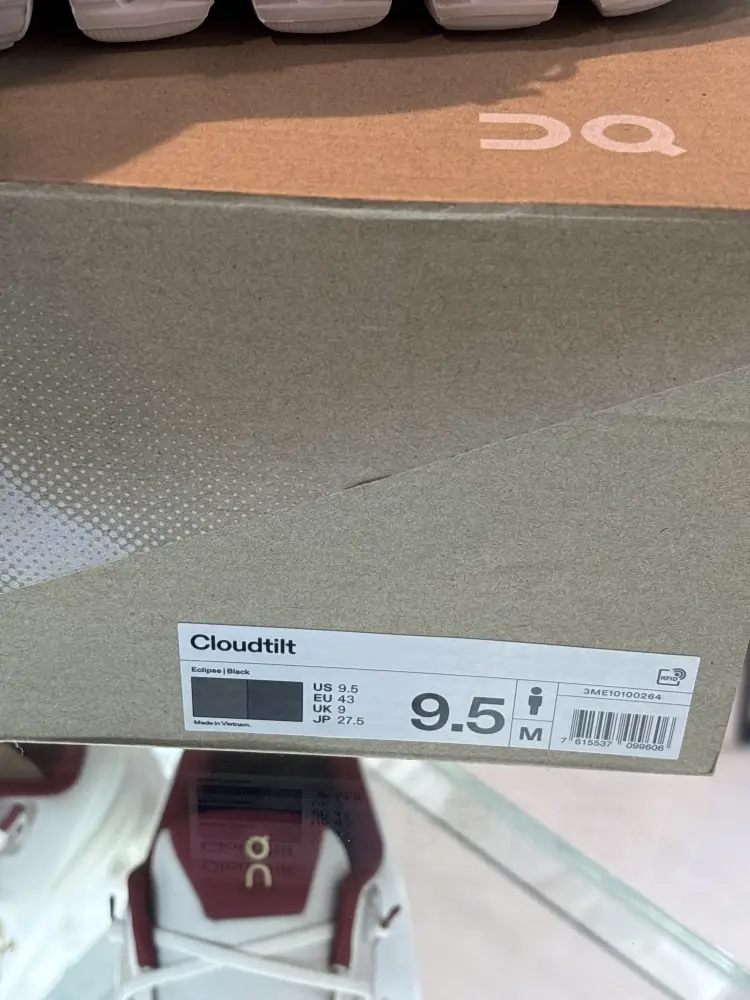 Cloudtilt
Eclipse | Black
RFID
US 9.5
EU 43
UK 9
JP 27.5
9.5
M
3ME10100264
7 615537 099606
Made in Vietnam.